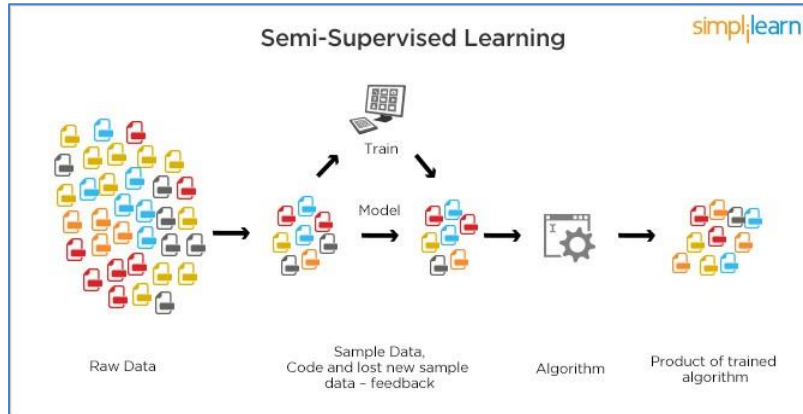 Semi-Supervised Learning
simplilearn
Train
Model
Raw Data
Sample Data,
Code and lost new sample
data – feedback
Algorithm
Product of trained
algorithm